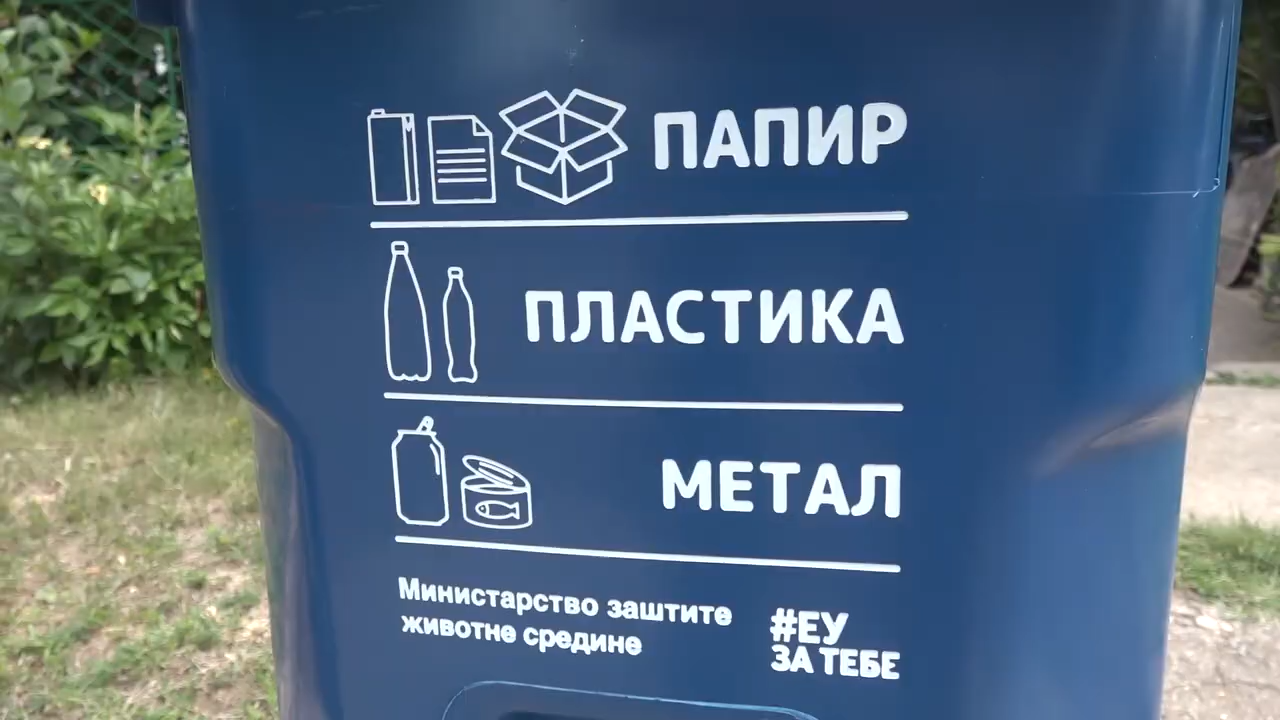 ПАПИР
ПЛАСТИКА
МЕТАЛ
Министарство заштите
животне средине
#ЕУ
ЗА ТЕБЕ